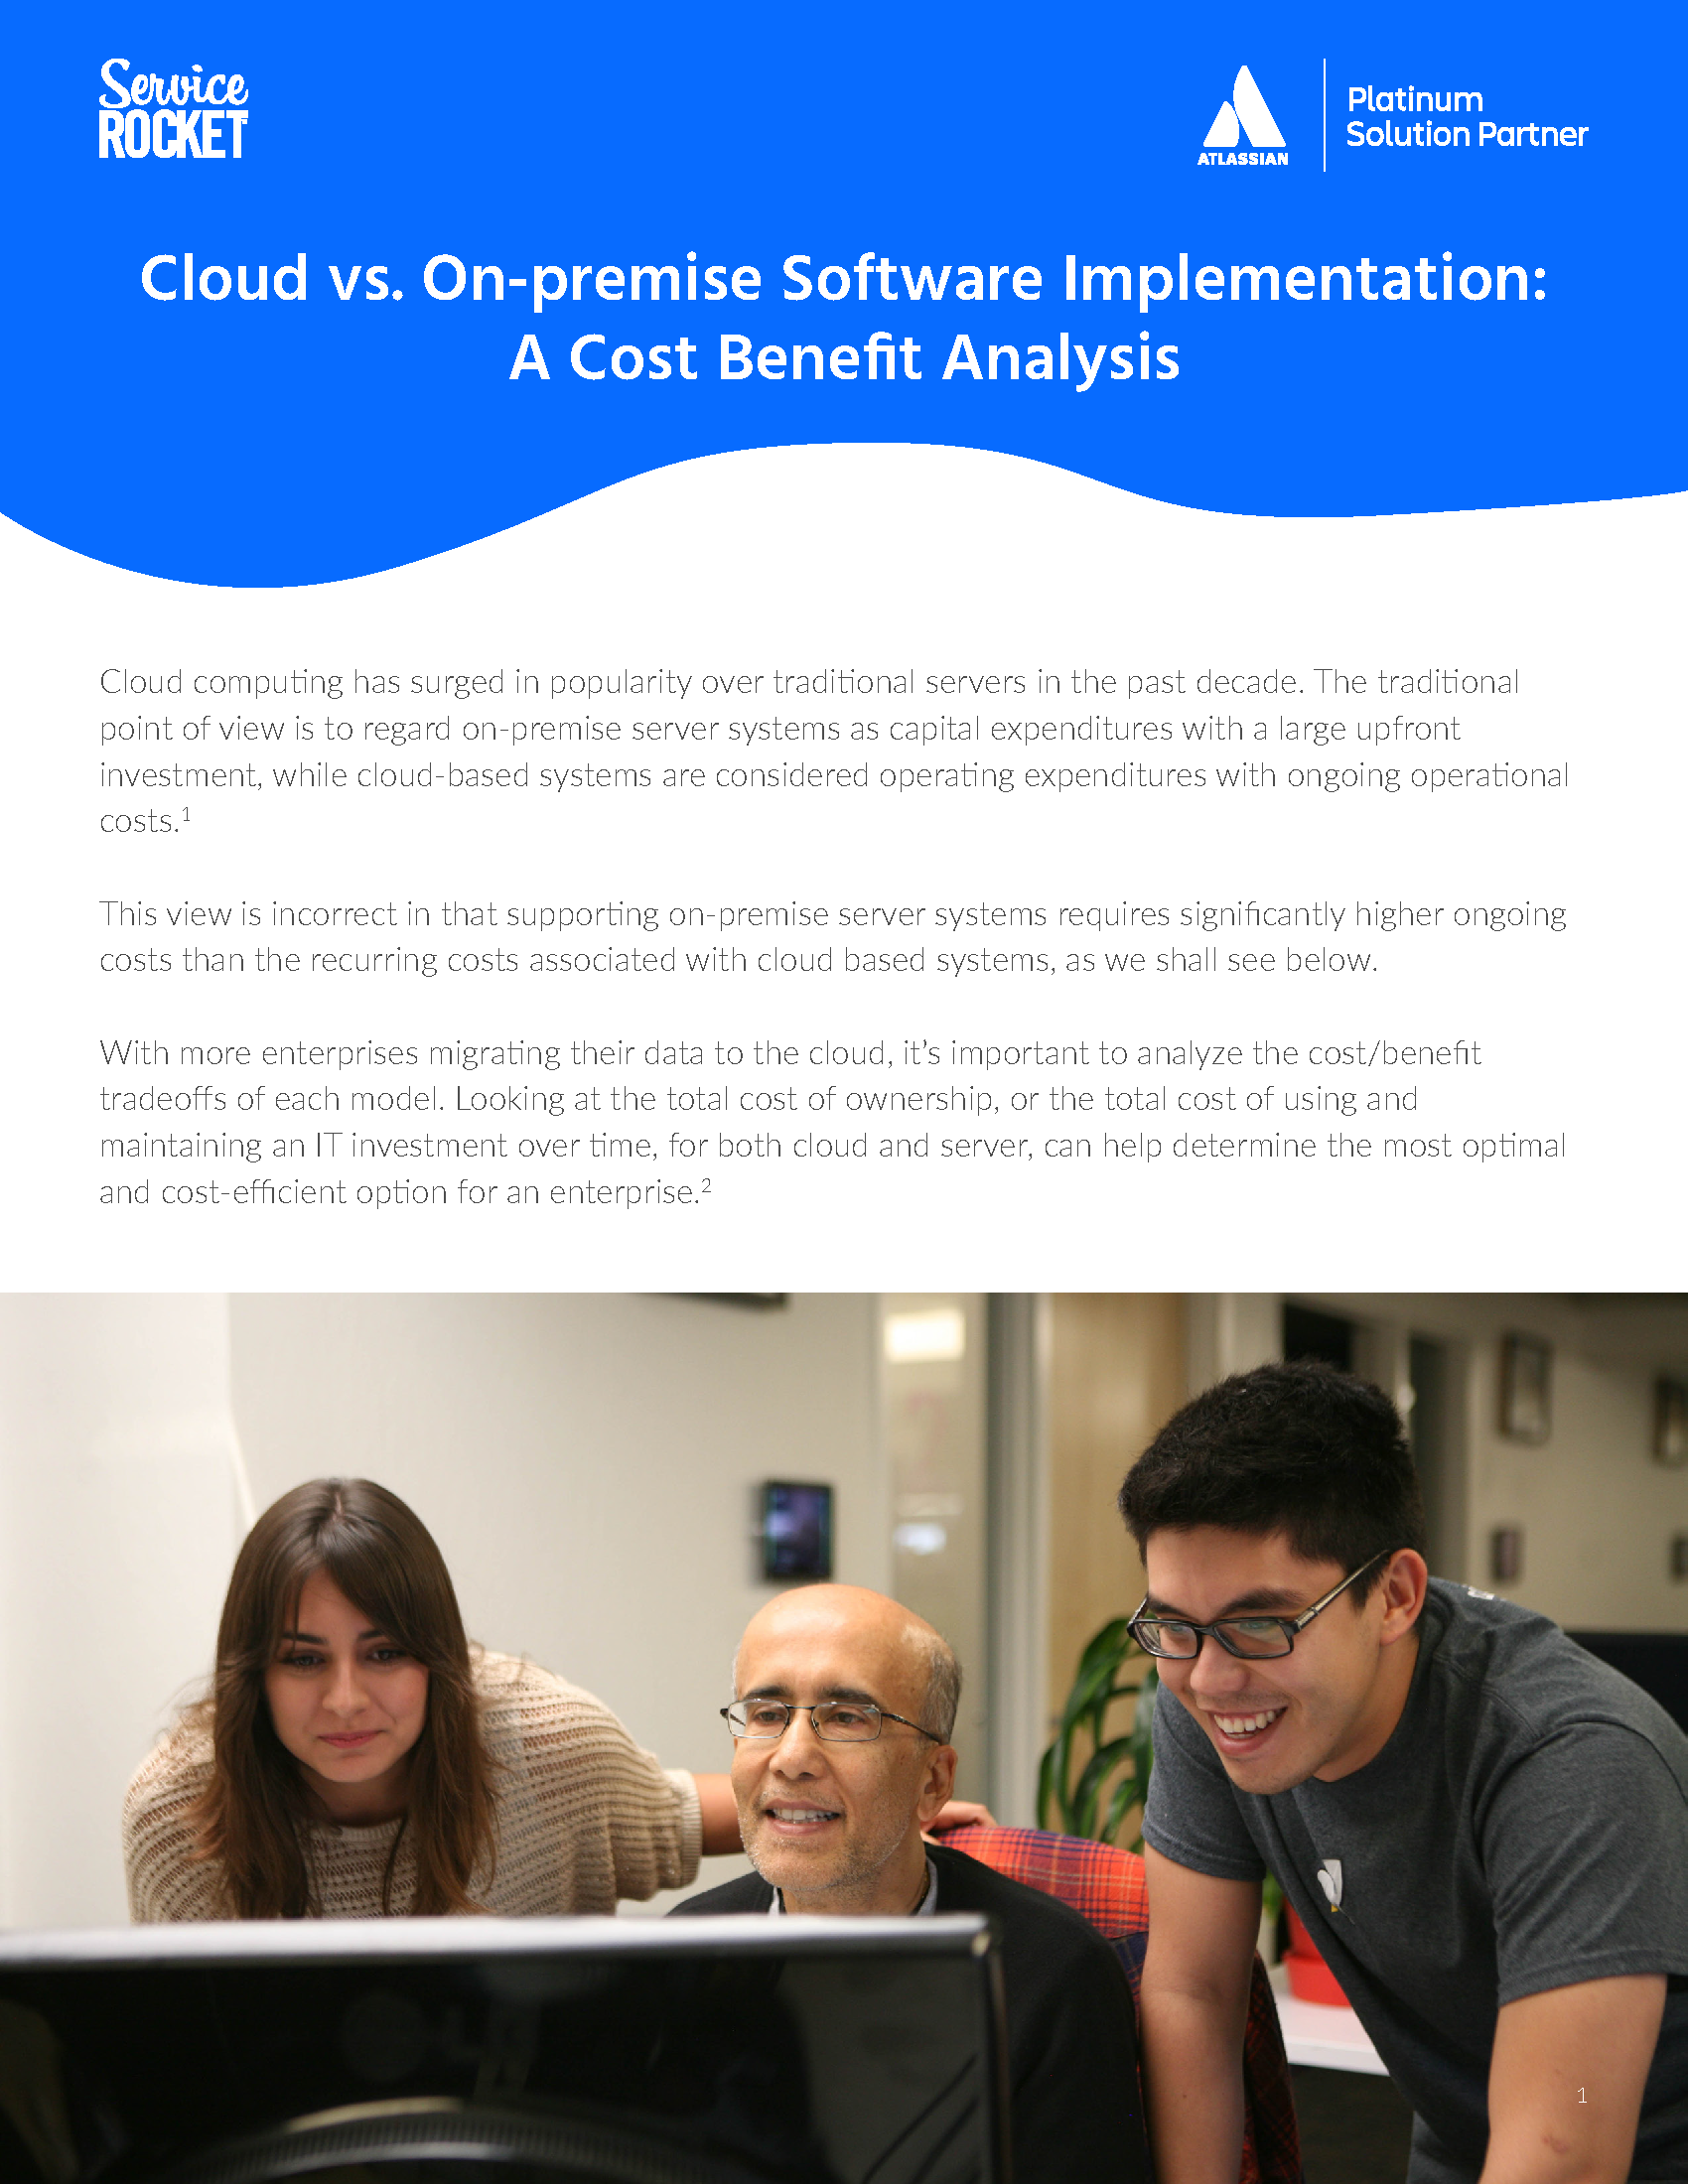 Service
ROCKET
ATLASSIAN
Platinum
Solution Partner
Cloud vs. On-premise Software Implementation:
A Cost Benefit Analysis
Cloud computing has surged in popularity over traditional servers in the past decade. The traditional
point of view is to regard on-premise server systems as capital expenditures with a large upfront
investment, while cloud-based systems are considered operating expenditures with ongoing operational
costs.¹
This view is incorrect in that supporting on-premise server systems requires significantly higher ongoing
costs than the recurring costs associated with cloud based systems, as we shall see below.
With more enterprises migrating their data to the cloud, it’s important to analyze the cost/benefit
tradeoffs of each model. Looking at the total cost of ownership, or the total cost of using and
maintaining an IT investment over time, for both cloud and server, can help determine the most optimal
and cost-efficient option for an enterprise.²
1